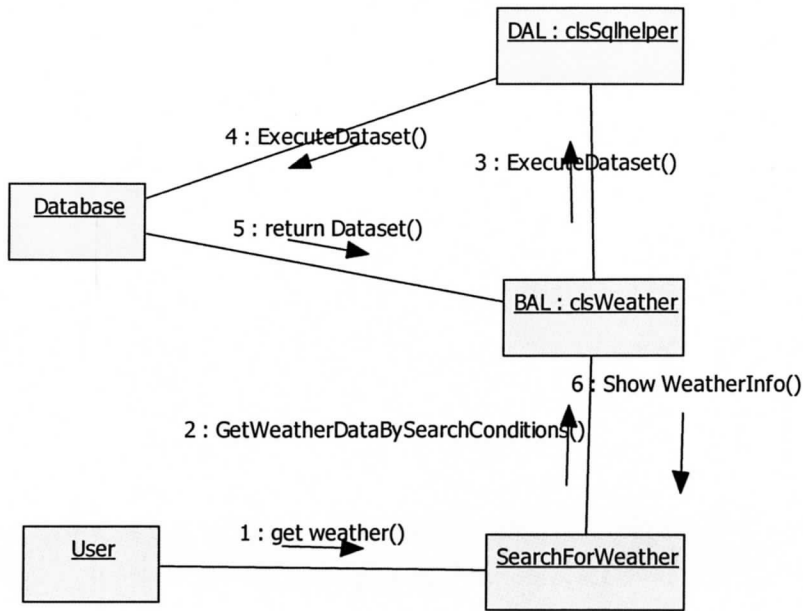 DAL : clsSqlhelper
4 : ExecuteDataset()
3 : ExecuteDataset()
Database
5 : return Dataset()
BAL : clsWeather
6 : Show WeatherInfo()
2 : GetWeatherDataBySearchConditions()
1 : get weather()
User
SearchForWeather